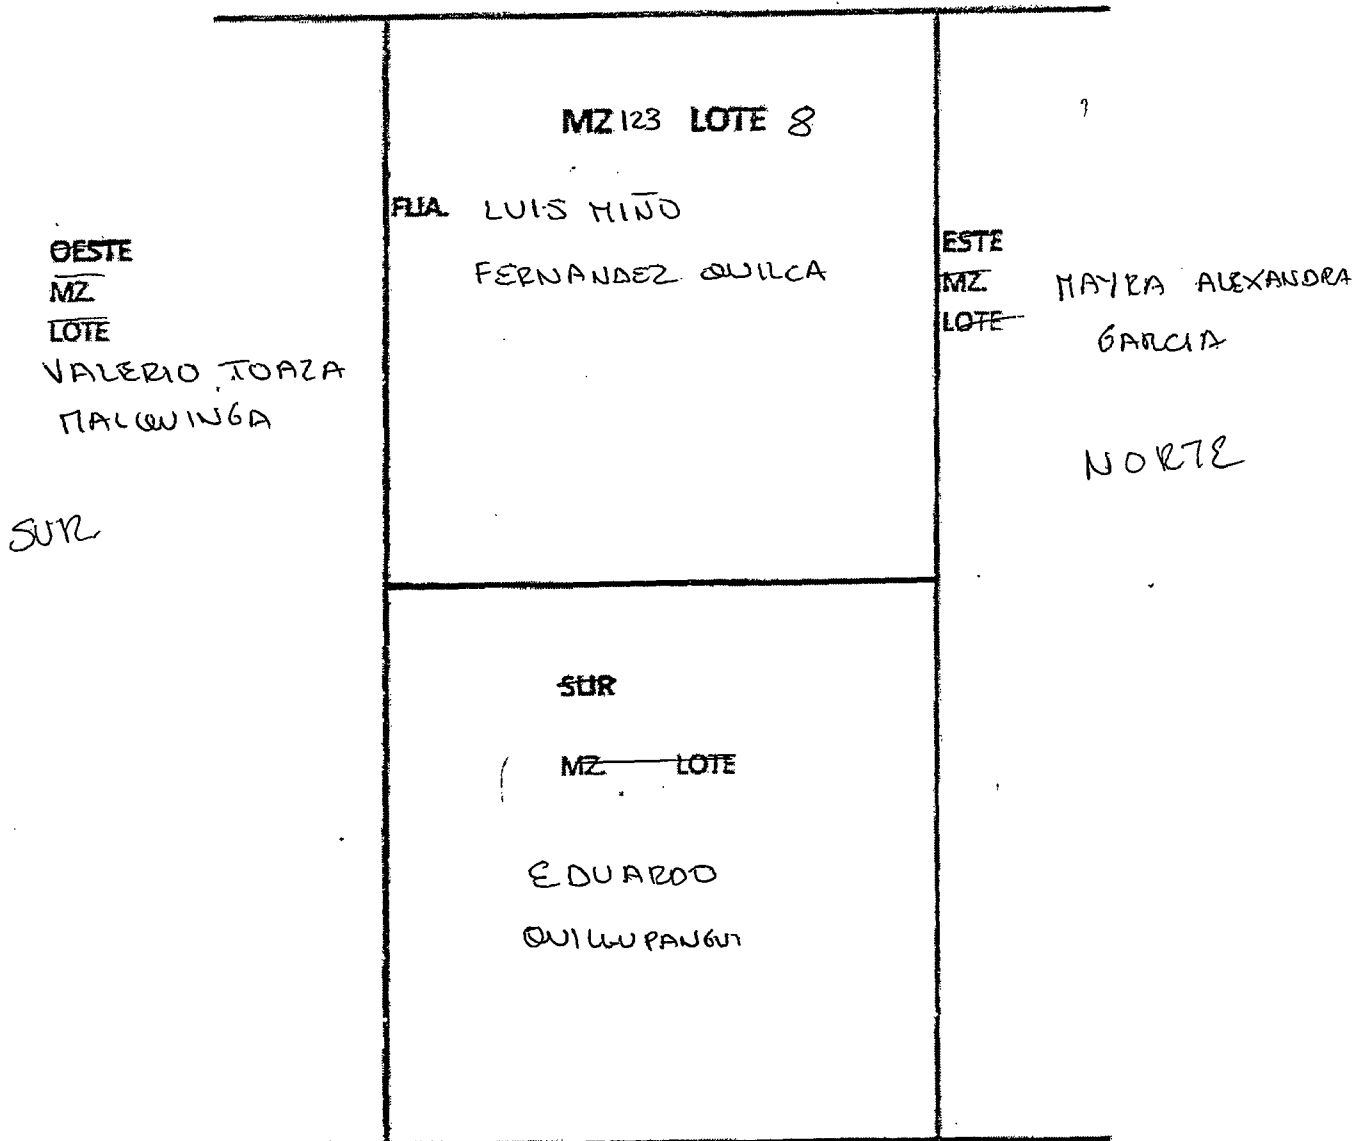 MZ 123 LOTE 8
FLIA. LUIS MIÑO
FERNANDEZ QUILCA
OESTE
MZ.
LOTE
VALERIO TOAZA
MALQUINGA
SUR
ESTE
MZ. MAYRA ALEXANDRA
LOTE
GARCIA
NORTE
SUR
MZ. LOTE
EDUARDO
QUILLUPANGUI